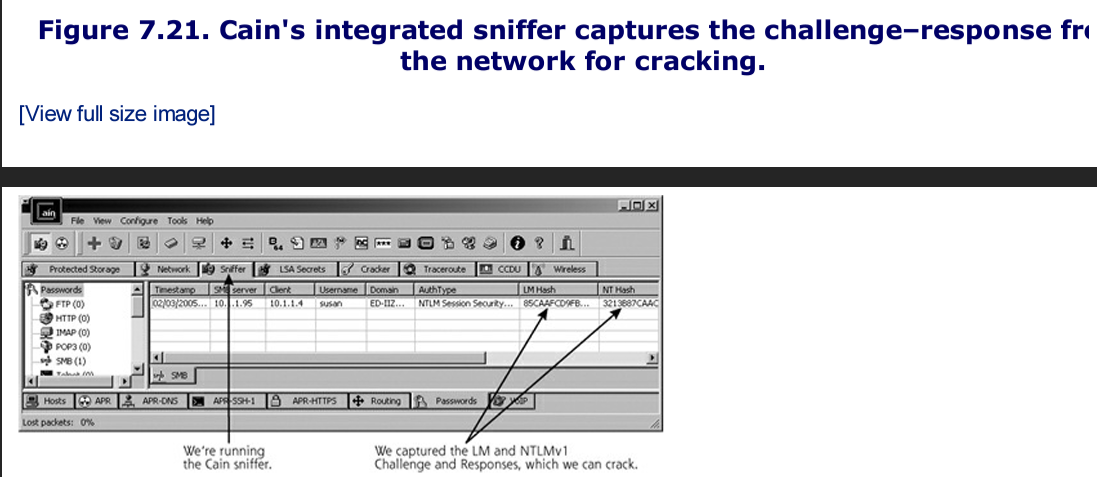 Figure 7.21. Cain's integrated sniffer captures the challenge–response fr
the network for cracking.
[View full size image]
ain
File View Configure Tools Help
Protected Storage Network Sniffer LSA Secrets Cracker Traceroute CCDU Wireless
Passwords
FTP (0)
HTTP (0)
IMAP (0)
POP3 (0)
SMB (1)
Timestamp SMB server Client Username Domain AuthType LM Hash NT Hash
02/03/2005... 10.1.1.95 10.1.1.4 susan ED-IIZ... NTLM Session Security... 85CAAFCD9FB... 3213B87CAAC
SMB
Hosts APR APR-DNS APR-SSH-1 APR-HTTPS Routing Passwords VoIP
Lost packets: 0%
We're running
the Cain sniffer.
We captured the LM and NTLMv1
Challenge and Responses, which we can crack.